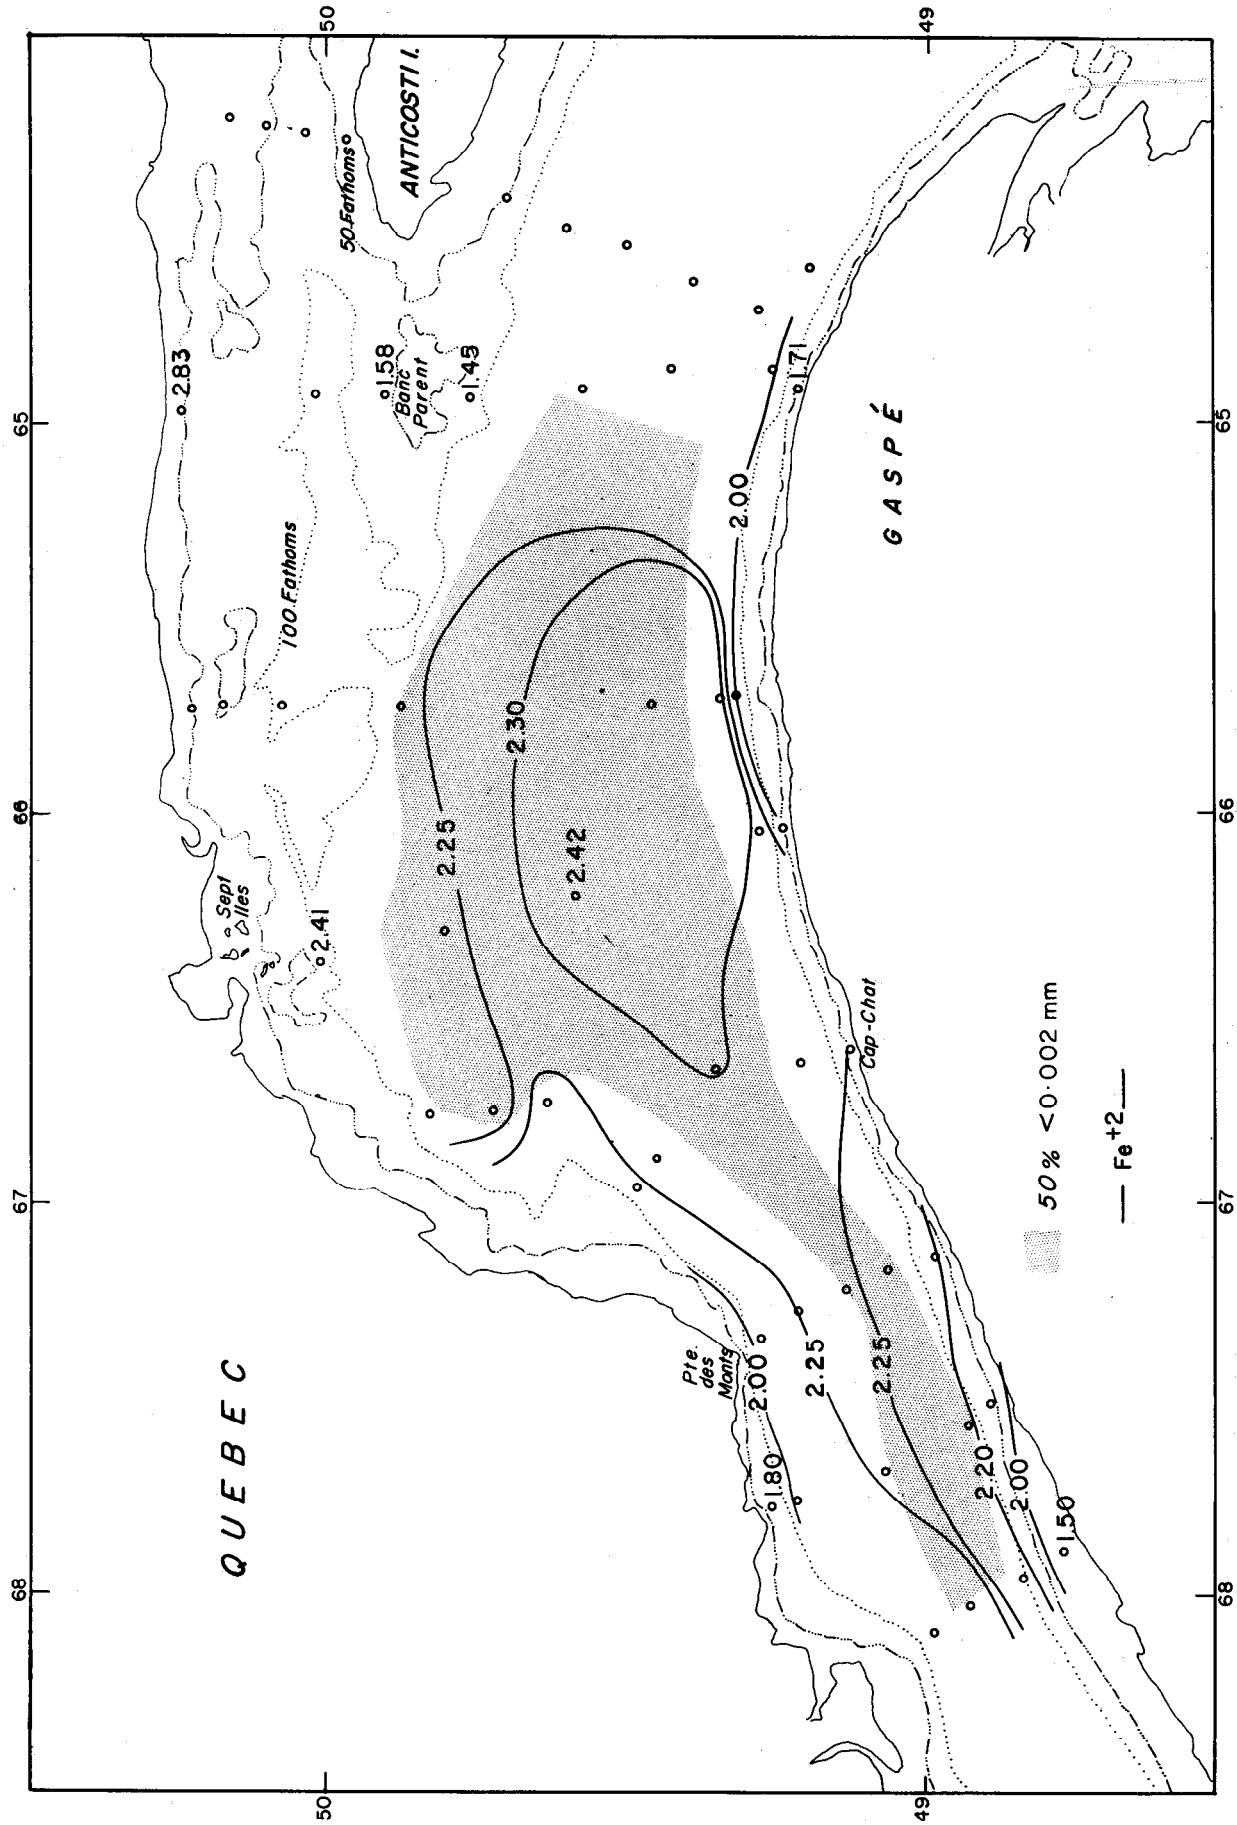 68
67
66
65
50
50
49
49
68
67
66
65
QUEBEC
Sept
Iles
2.41
2.83
100 Fathoms
50 Fathoms
ANTICOSTI I.
1.58
Banc
Parent
1.45
2.25
2.30
2.42
2.00
1.71
GASPÉ
Pte.
des
Monts
2.00
1.80
2.25
2.25
Cap-Chat
2.20
2.00
1.50
50% <0·002 mm
Fe+2